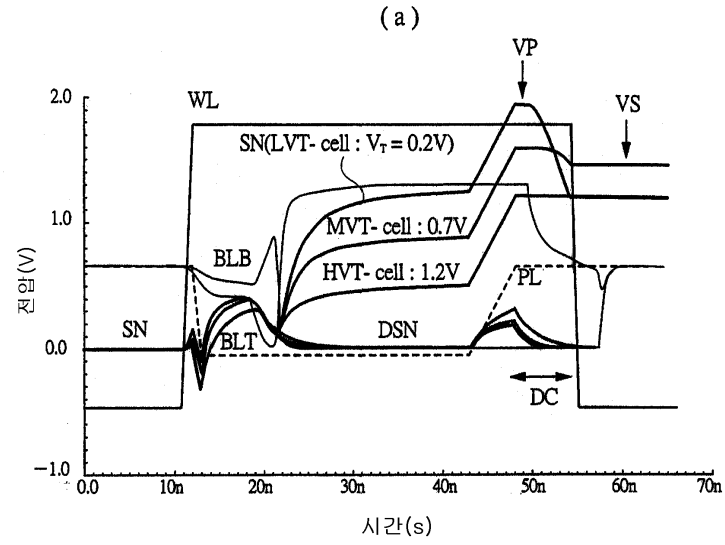 (a)
VP
2.0
WL
VS
SN(LVT- cell : V_T = 0.2V)
1.0
MVT- cell : 0.7V
BLB
HVT- cell : 1.2V
PL
전압(V)
SN
BLT
DSN
0.0
DC
-1.0
0.0
10n
20n
30n
40n
50n
60n
70n
시간(s)